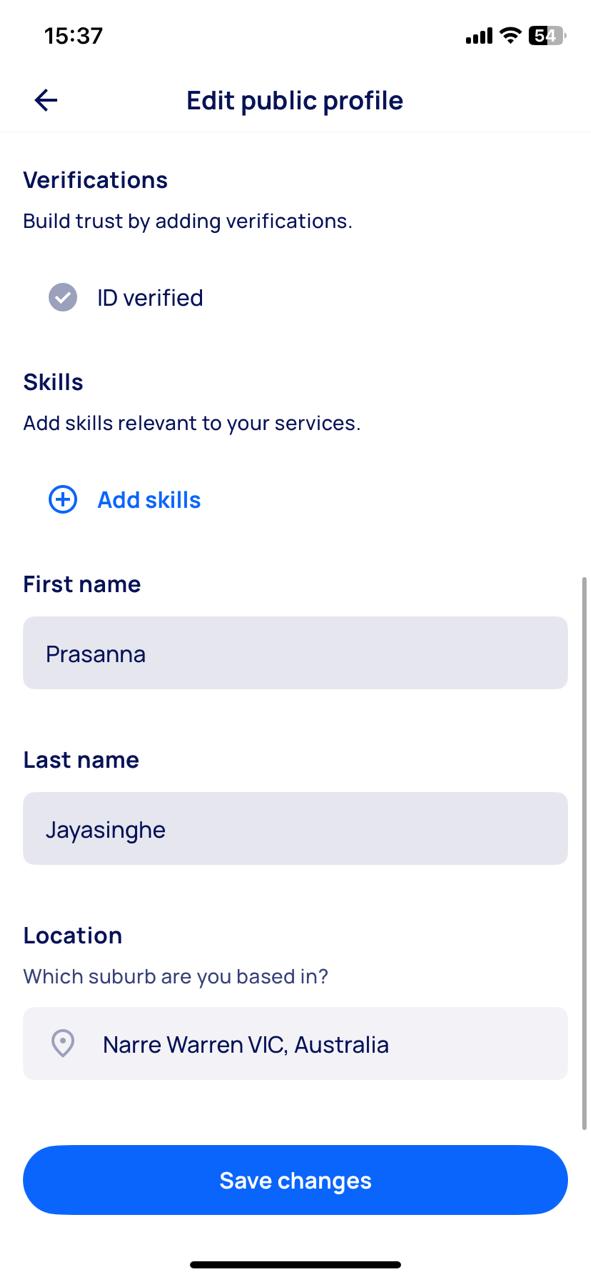 15:37
54
Edit public profile
Verifications
Build trust by adding verifications.
ID verified
Skills
Add skills relevant to your services.
Add skills
First name
Prasanna
Last name
Jayasinghe
Location
Which suburb are you based in?
Narre Warren VIC, Australia
Save changes